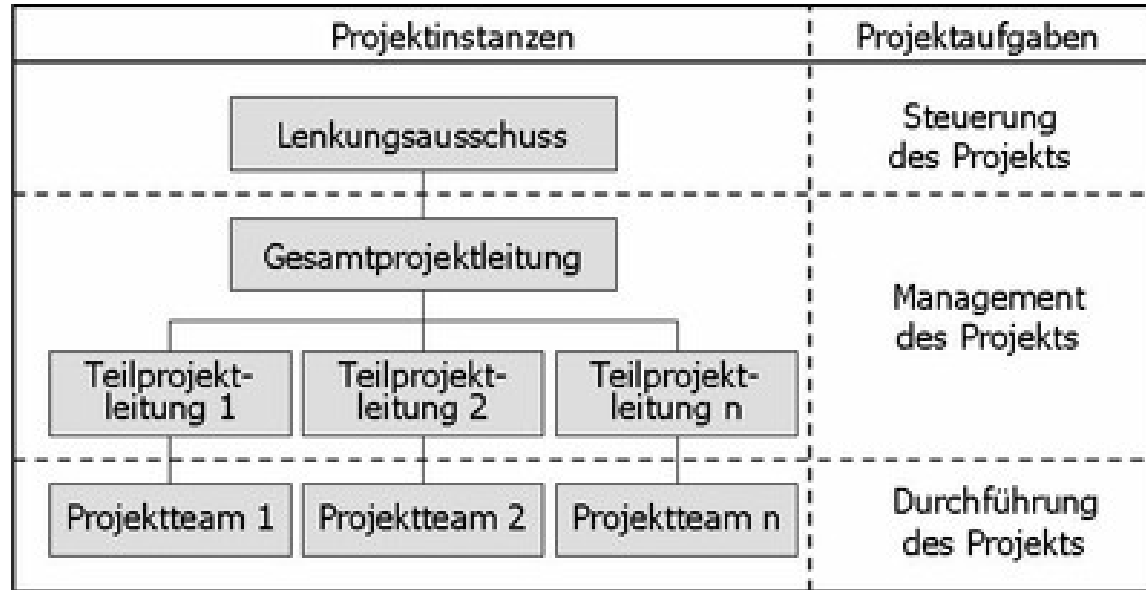 Projektinstanzen
Projektaufgaben
Lenkungsausschuss
Steuerung
des Projekts
Gesamtprojektleitung
Management
des Projekts
Teilprojekt-
leitung 1
Teilprojekt-
leitung 2
Teilprojekt-
leitung n
Projektteam 1
Projektteam 2
Projektteam n
Durchführung
des Projekts